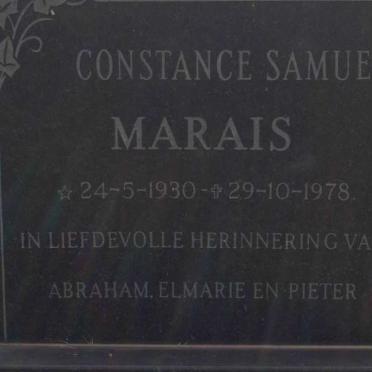 CONSTANCE SAMUE
MARAIS
☆ 24-5-1930 - ✞ 29-10-1978.
IN LIEFDEVOLLE HERINNERING VA
ABRAHAM, ELMARIE EN PIETER